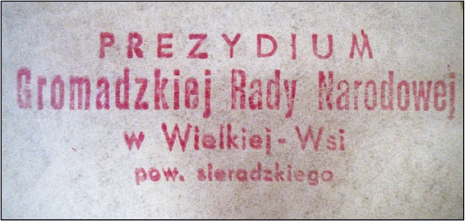 PREZYDIUM
Gromadzkiej Rady Narodowej
w Wielkiej-Wsi
pow. sieradzkiego